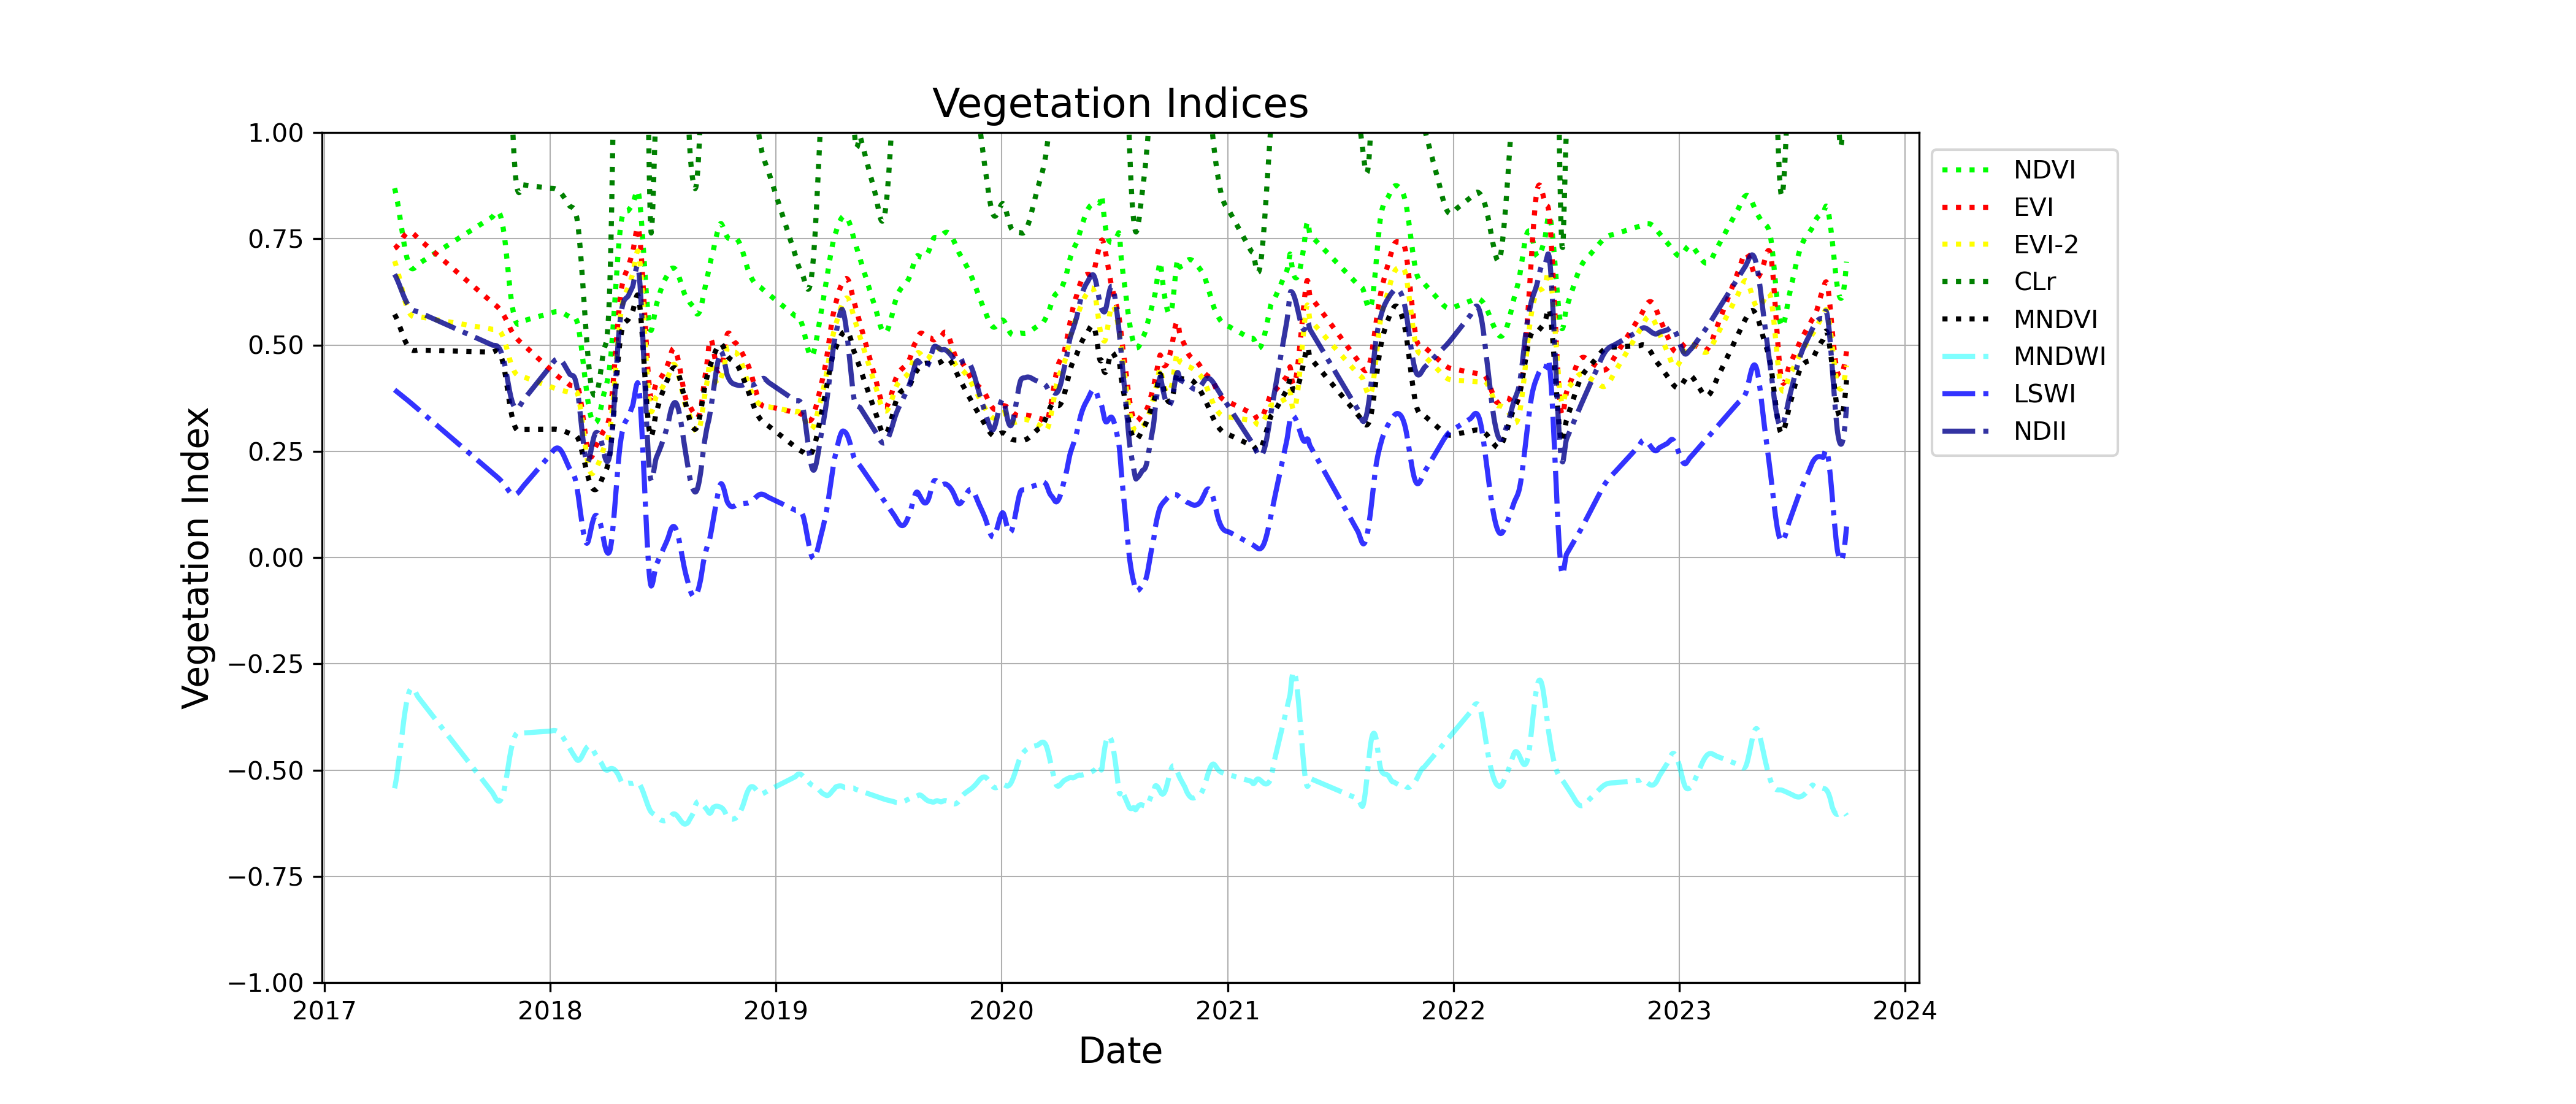 Vegetation Indices
Vegetation Index
1.00
0.75
0.50
0.25
0.00
−0.25
−0.50
−0.75
−1.00
2017 2018 2019 2020 2021 2022 2023 2024
Date
NDVI
EVI
EVI-2
CLr
MNDVI
MNDWI
LSWI
NDII